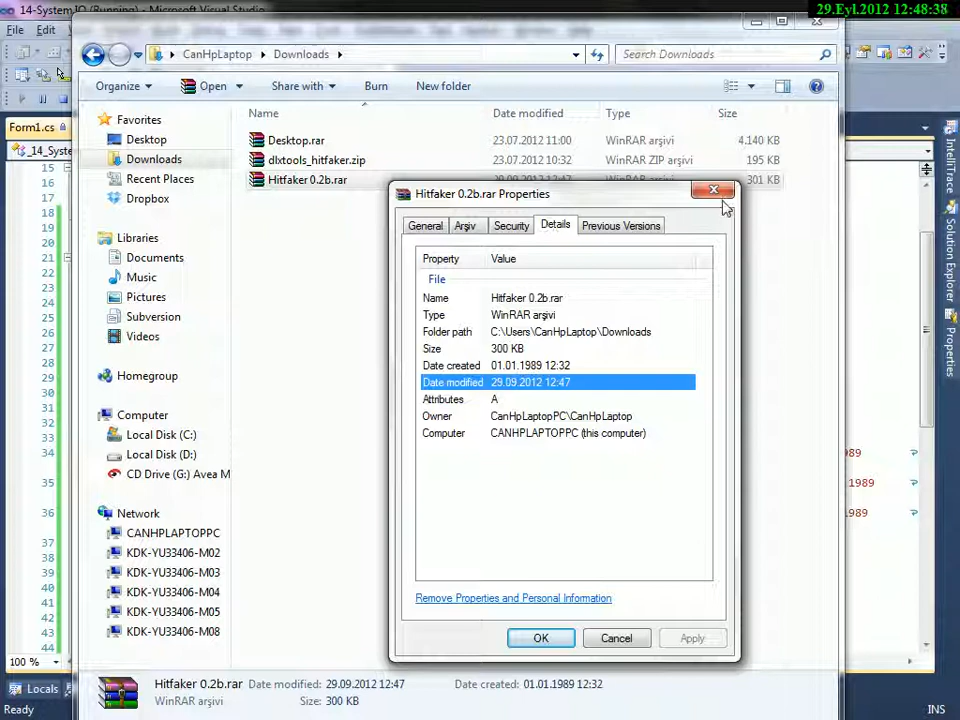 14-SystemIO (Running) - Microsoft Visual Studio
29.Eyl.2012 12:48:38
File Edit
CanHpLaptop Downloads
Search Downloads
Organize Open Share with Burn New folder
Form1.cs
_14_Syste
Name Date modified Type Size
Desktop.rar 23.07.2012 11:00 WinRAR arşivi 4.140 KB
dlxtools_hitfaker.zip 23.07.2012 10:32 WinRAR ZIP arşivi 195 KB
Hitfaker 0.2b.rar 29.09.2012 12:47 WinRAR arşivi 301 KB
Favorites
Desktop
Downloads
Recent Places
Dropbox
Libraries
Documents
Music
Pictures
Subversion
Videos
Homegroup
Computer
Local Disk (C:)
Local Disk (D:)
CD Drive (G:) Avea M
Network
CANHPLAPTOPPC
KDK-YU33406-M02
KDK-YU33406-M03
KDK-YU33406-M04
KDK-YU33406-M05
KDK-YU33406-M08
Hitfaker 0.2b.rar Properties
General Arşiv Security Details Previous Versions
Property Value
File
Name Hitfaker 0.2b.rar
Type WinRAR arşivi
Folder path C:\Users\CanHpLaptop\Downloads
Size 300 KB
Date created 01.01.1989 12:32
Date modified 29.09.2012 12:47
Attributes A
Owner CanHpLaptopPC\CanHpLaptop
Computer CANHPLAPTOPPC (this computer)
Remove Properties and Personal Information
OK Cancel Apply
15
16
17
18
19
20
21
22
23
24
25
26
27
28
29
30
31
32
33
34
35
36
37
38
39
40
41
42
43
44
989
1989
989
IntelliTrace
Solution Explorer
Properties
100 %
Locals
Hitfaker 0.2b.rar Date modified: 29.09.2012 12:47 Date created: 01.01.1989 12:32
WinRAR arşivi Size: 300 KB
Ready
INS